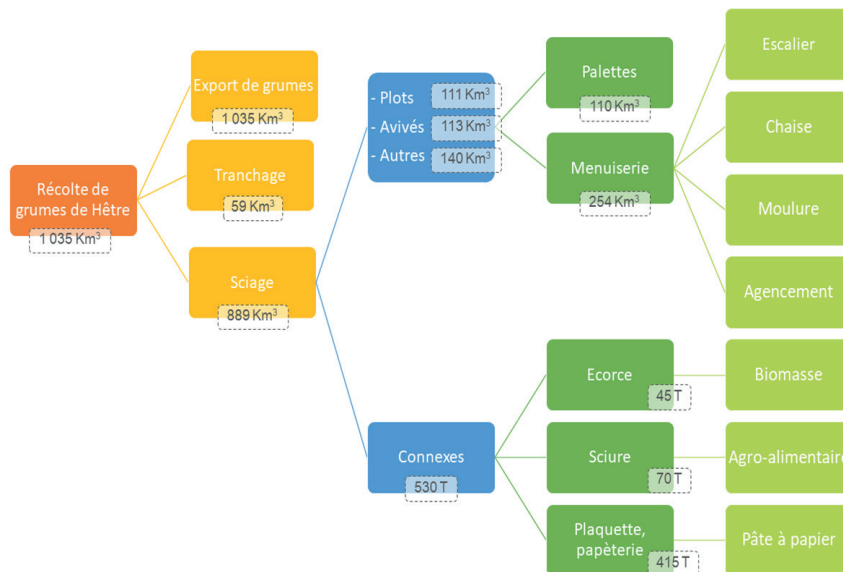 Récolte de
grumes de Hêtre
1 035 Km³
Export de grumes
1 035 Km³
Tranchage
59 Km³
Sciage
889 Km³
- Plots 111 Km³
- Avivés 113 Km³
- Autres 140 Km³
Connexes
530 T
Palettes
110 Km³
Menuiserie
254 Km³
Ecorce
45 T
Sciure
70 T
Plaquette,
papèterie
415 T
Escalier
Chaise
Moulure
Agencement
Biomasse
Agro-alimentaire
Pâte à papier